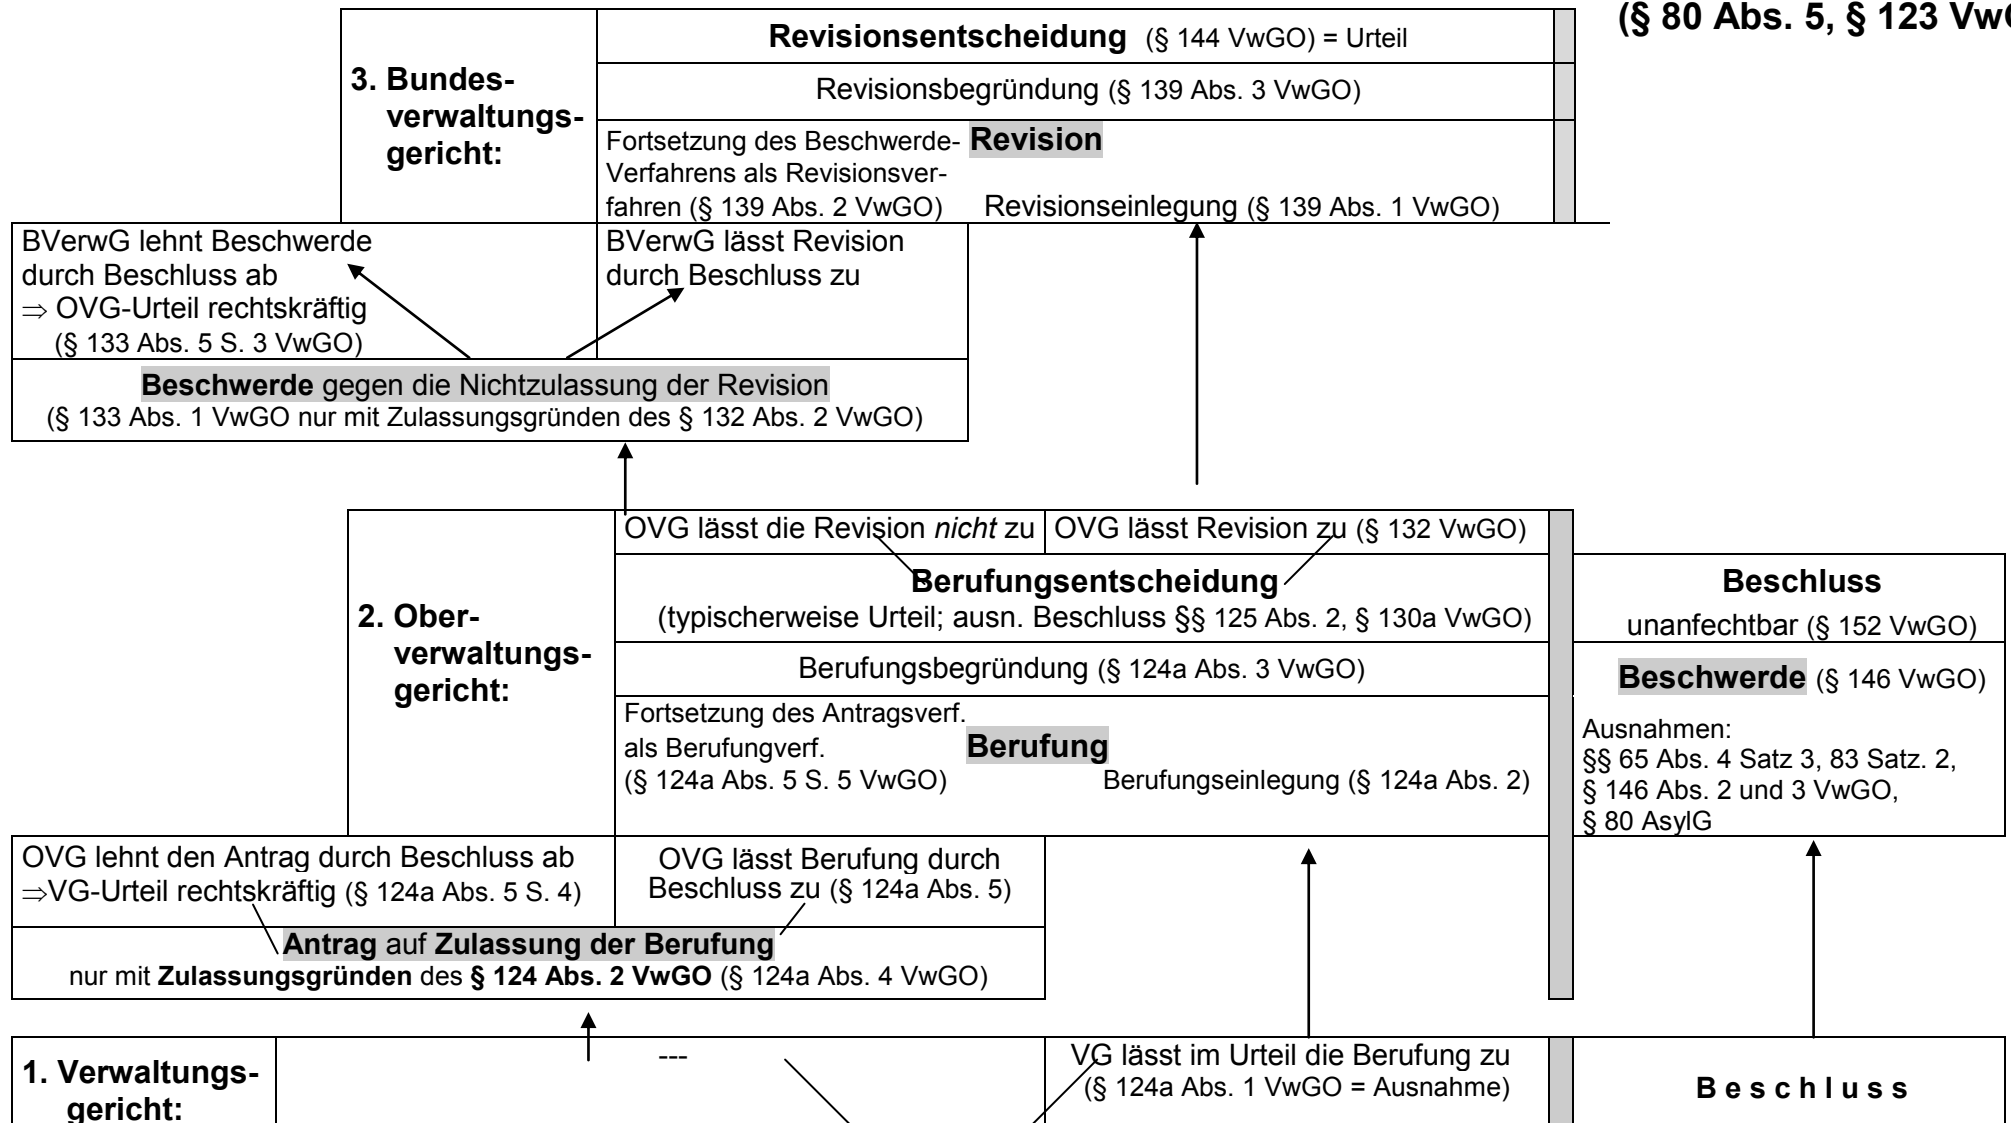 (§ 80 Abs. 5, § 123 Vw
3. Bundes-
verwaltungs-
gericht:
Revisionsentscheidung (§ 144 VwGO) = Urteil
Revisionsbegründung (§ 139 Abs. 3 VwGO)
Fortsetzung des Beschwerde-
Verfahrens als Revisionsver-
fahren (§ 139 Abs. 2 VwGO)
Revision
Revisionseinlegung (§ 139 Abs. 1 VwGO)
BVerwG lehnt Beschwerde
durch Beschluss ab
⇒ OVG-Urteil rechtskräftig
(§ 133 Abs. 5 S. 3 VwGO)
BVerwG lässt Revision
durch Beschluss zu
Beschwerde gegen die Nichtzulassung der Revision
(§ 133 Abs. 1 VwGO nur mit Zulassungsgründen des § 132 Abs. 2 VwGO)
2. Ober-
verwaltungs-
gericht:
OVG lässt die Revision nicht zu
OVG lässt Revision zu (§ 132 VwGO)
Berufungsentscheidung
(typischerweise Urteil; ausn. Beschluss §§ 125 Abs. 2, § 130a VwGO)
Berufungsbegründung (§ 124a Abs. 3 VwGO)
Fortsetzung des Antragsverf.
als Berufungverf.
(§ 124a Abs. 5 S. 5 VwGO)
Berufung
Berufungseinlegung (§ 124a Abs. 2)
Beschluss
unanfechtbar (§ 152 VwGO)
Beschwerde (§ 146 VwGO)
Ausnahmen:
§§ 65 Abs. 4 Satz 3, 83 Satz. 2,
§ 146 Abs. 2 und 3 VwGO,
§ 80 AsylG
OVG lehnt den Antrag durch Beschluss ab
⇒VG-Urteil rechtskräftig (§ 124a Abs. 5 S. 4)
OVG lässt Berufung durch
Beschluss zu (§ 124a Abs. 5)
Antrag auf Zulassung der Berufung
nur mit Zulassungsgründen des § 124 Abs. 2 VwGO (§ 124a Abs. 4 VwGO)
1. Verwaltungs-
gericht:
---
VG lässt im Urteil die Berufung zu
(§ 124a Abs. 1 VwGO = Ausnahme)
B e s c h l u s s